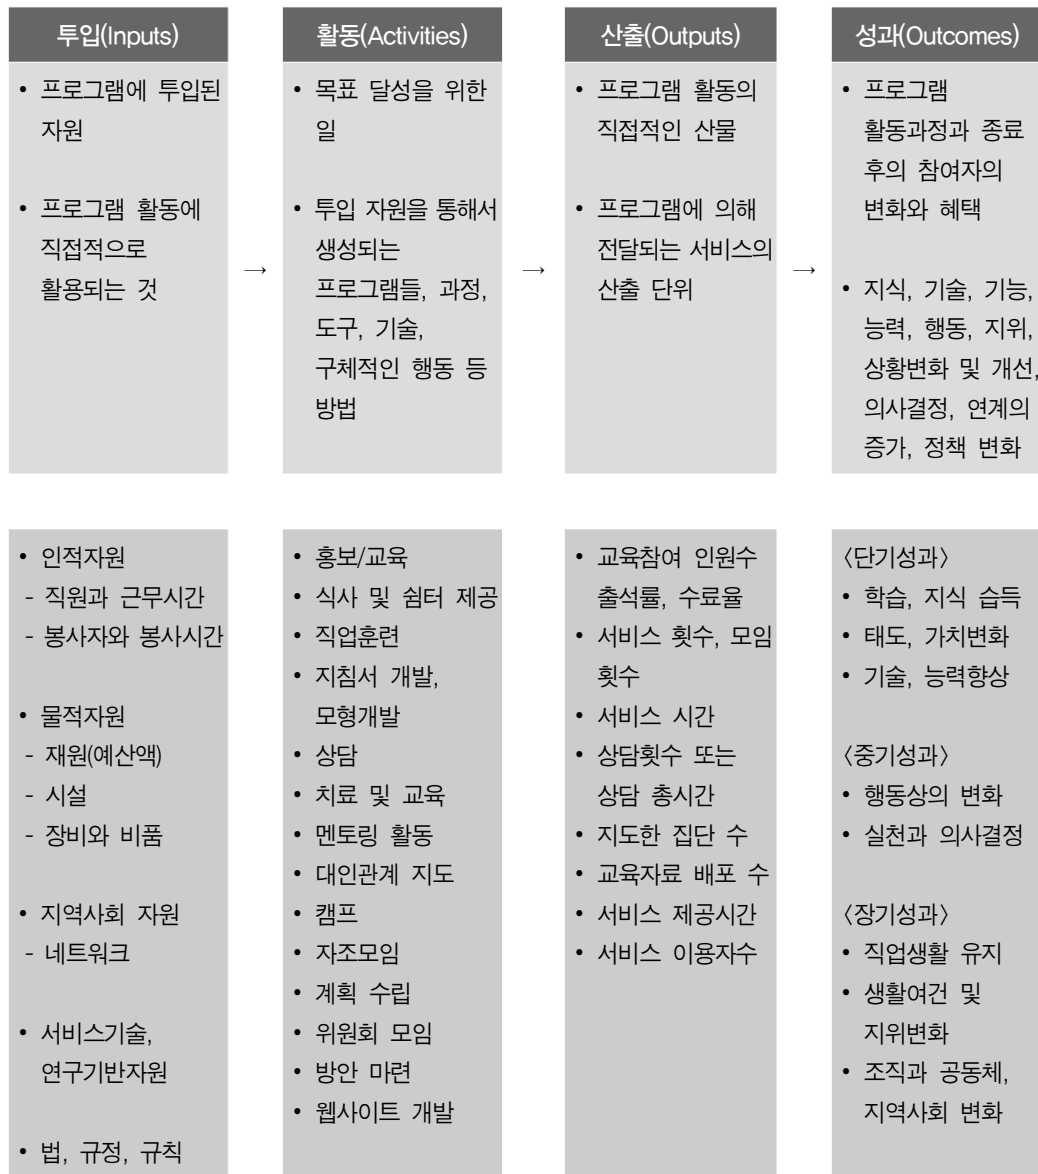 투입(Inputs)
• 프로그램에 투입된
자원
• 프로그램 활동에
직접적으로
활용되는 것
→
활동(Activities)
• 목표 달성을 위한
일
• 투입 자원을 통해서
생성되는
프로그램들, 과정,
도구, 기술,
구체적인 행동 등
방법
→
산출(Outputs)
• 프로그램 활동의
직접적인 산물
• 프로그램에 의해
전달되는 서비스의
산출 단위
→
성과(Outcomes)
• 프로그램
활동과정과 종료
후의 참여자의
변화와 혜택
• 지식, 기술, 기능,
능력, 행동, 지위,
상황변화 및 개선,
의사결정, 연계의
증가, 정책 변화
• 인적자원
- 직원과 근무시간
- 봉사자와 봉사시간
• 물적자원
- 재원(예산액)
- 시설
- 장비와 비품
• 지역사회 자원
- 네트워크
• 서비스기술,
연구기반자원
• 법, 규정, 규칙
• 홍보/교육
• 식사 및 쉼터 제공
• 직업훈련
• 지침서 개발,
모형개발
• 상담
• 치료 및 교육
• 멘토링 활동
• 대인관계 지도
• 캠프
• 자조모임
• 계획 수립
• 위원회 모임
• 방안 마련
• 웹사이트 개발
• 교육참여 인원수
출석률, 수료율
• 서비스 횟수, 모임
횟수
• 서비스 시간
• 상담횟수 또는
상담 총시간
• 지도한 집단 수
• 교육자료 배포 수
• 서비스 제공시간
• 서비스 이용자수
〈단기성과〉
• 학습, 지식 습득
• 태도, 가치변화
• 기술, 능력향상
〈중기성과〉
• 행동상의 변화
• 실천과 의사결정
〈장기성과〉
• 직업생활 유지
• 생활여건 및
지위변화
• 조직과 공동체,
지역사회 변화